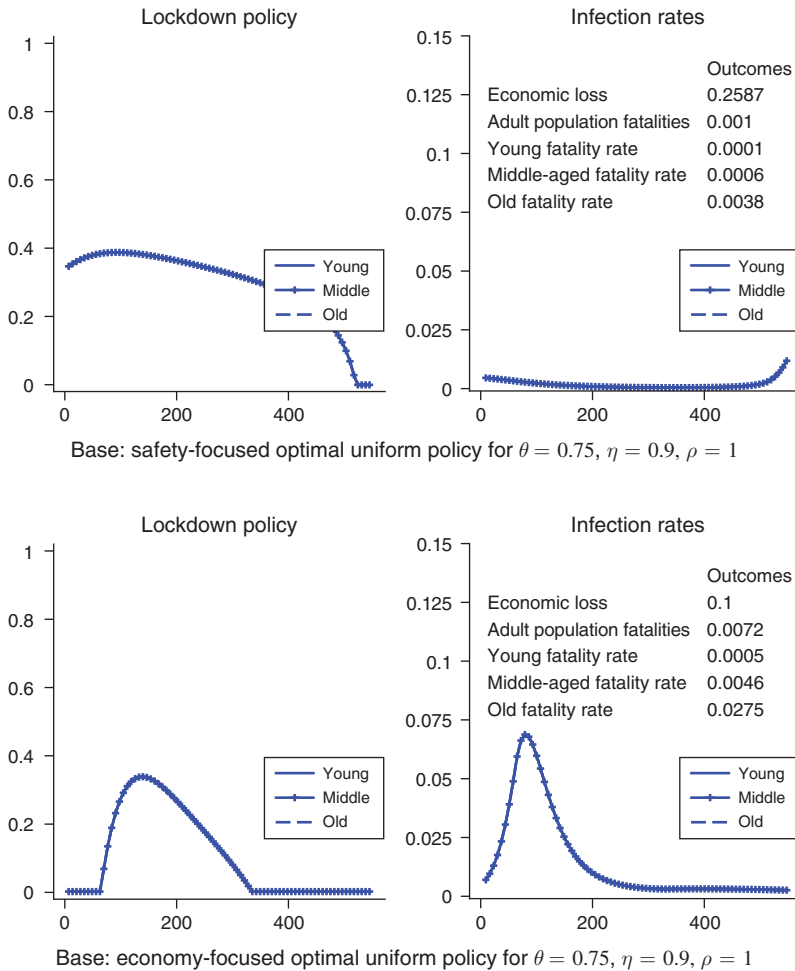 Lockdown policy
Infection rates
1
0.8
0.6
0.4
0.2
0
0
200
400
Young
Middle
Old
0.15
0.125
0.1
0.075
0.05
0.025
0
0
200
400
Outcomes
Economic loss 0.2587
Adult population fatalities 0.001
Young fatality rate 0.0001
Middle-aged fatality rate 0.0006
Old fatality rate 0.0038
Young
Middle
Old
Base: safety-focused optimal uniform policy for θ = 0.75, η = 0.9, ρ = 1
Lockdown policy
Infection rates
1
0.8
0.6
0.4
0.2
0
0
200
400
Young
Middle
Old
0.15
0.125
0.1
0.075
0.05
0.025
0
0
200
400
Outcomes
Economic loss 0.1
Adult population fatalities 0.0072
Young fatality rate 0.0005
Middle-aged fatality rate 0.0046
Old fatality rate 0.0275
Young
Middle
Old
Base: economy-focused optimal uniform policy for θ = 0.75, η = 0.9, ρ = 1